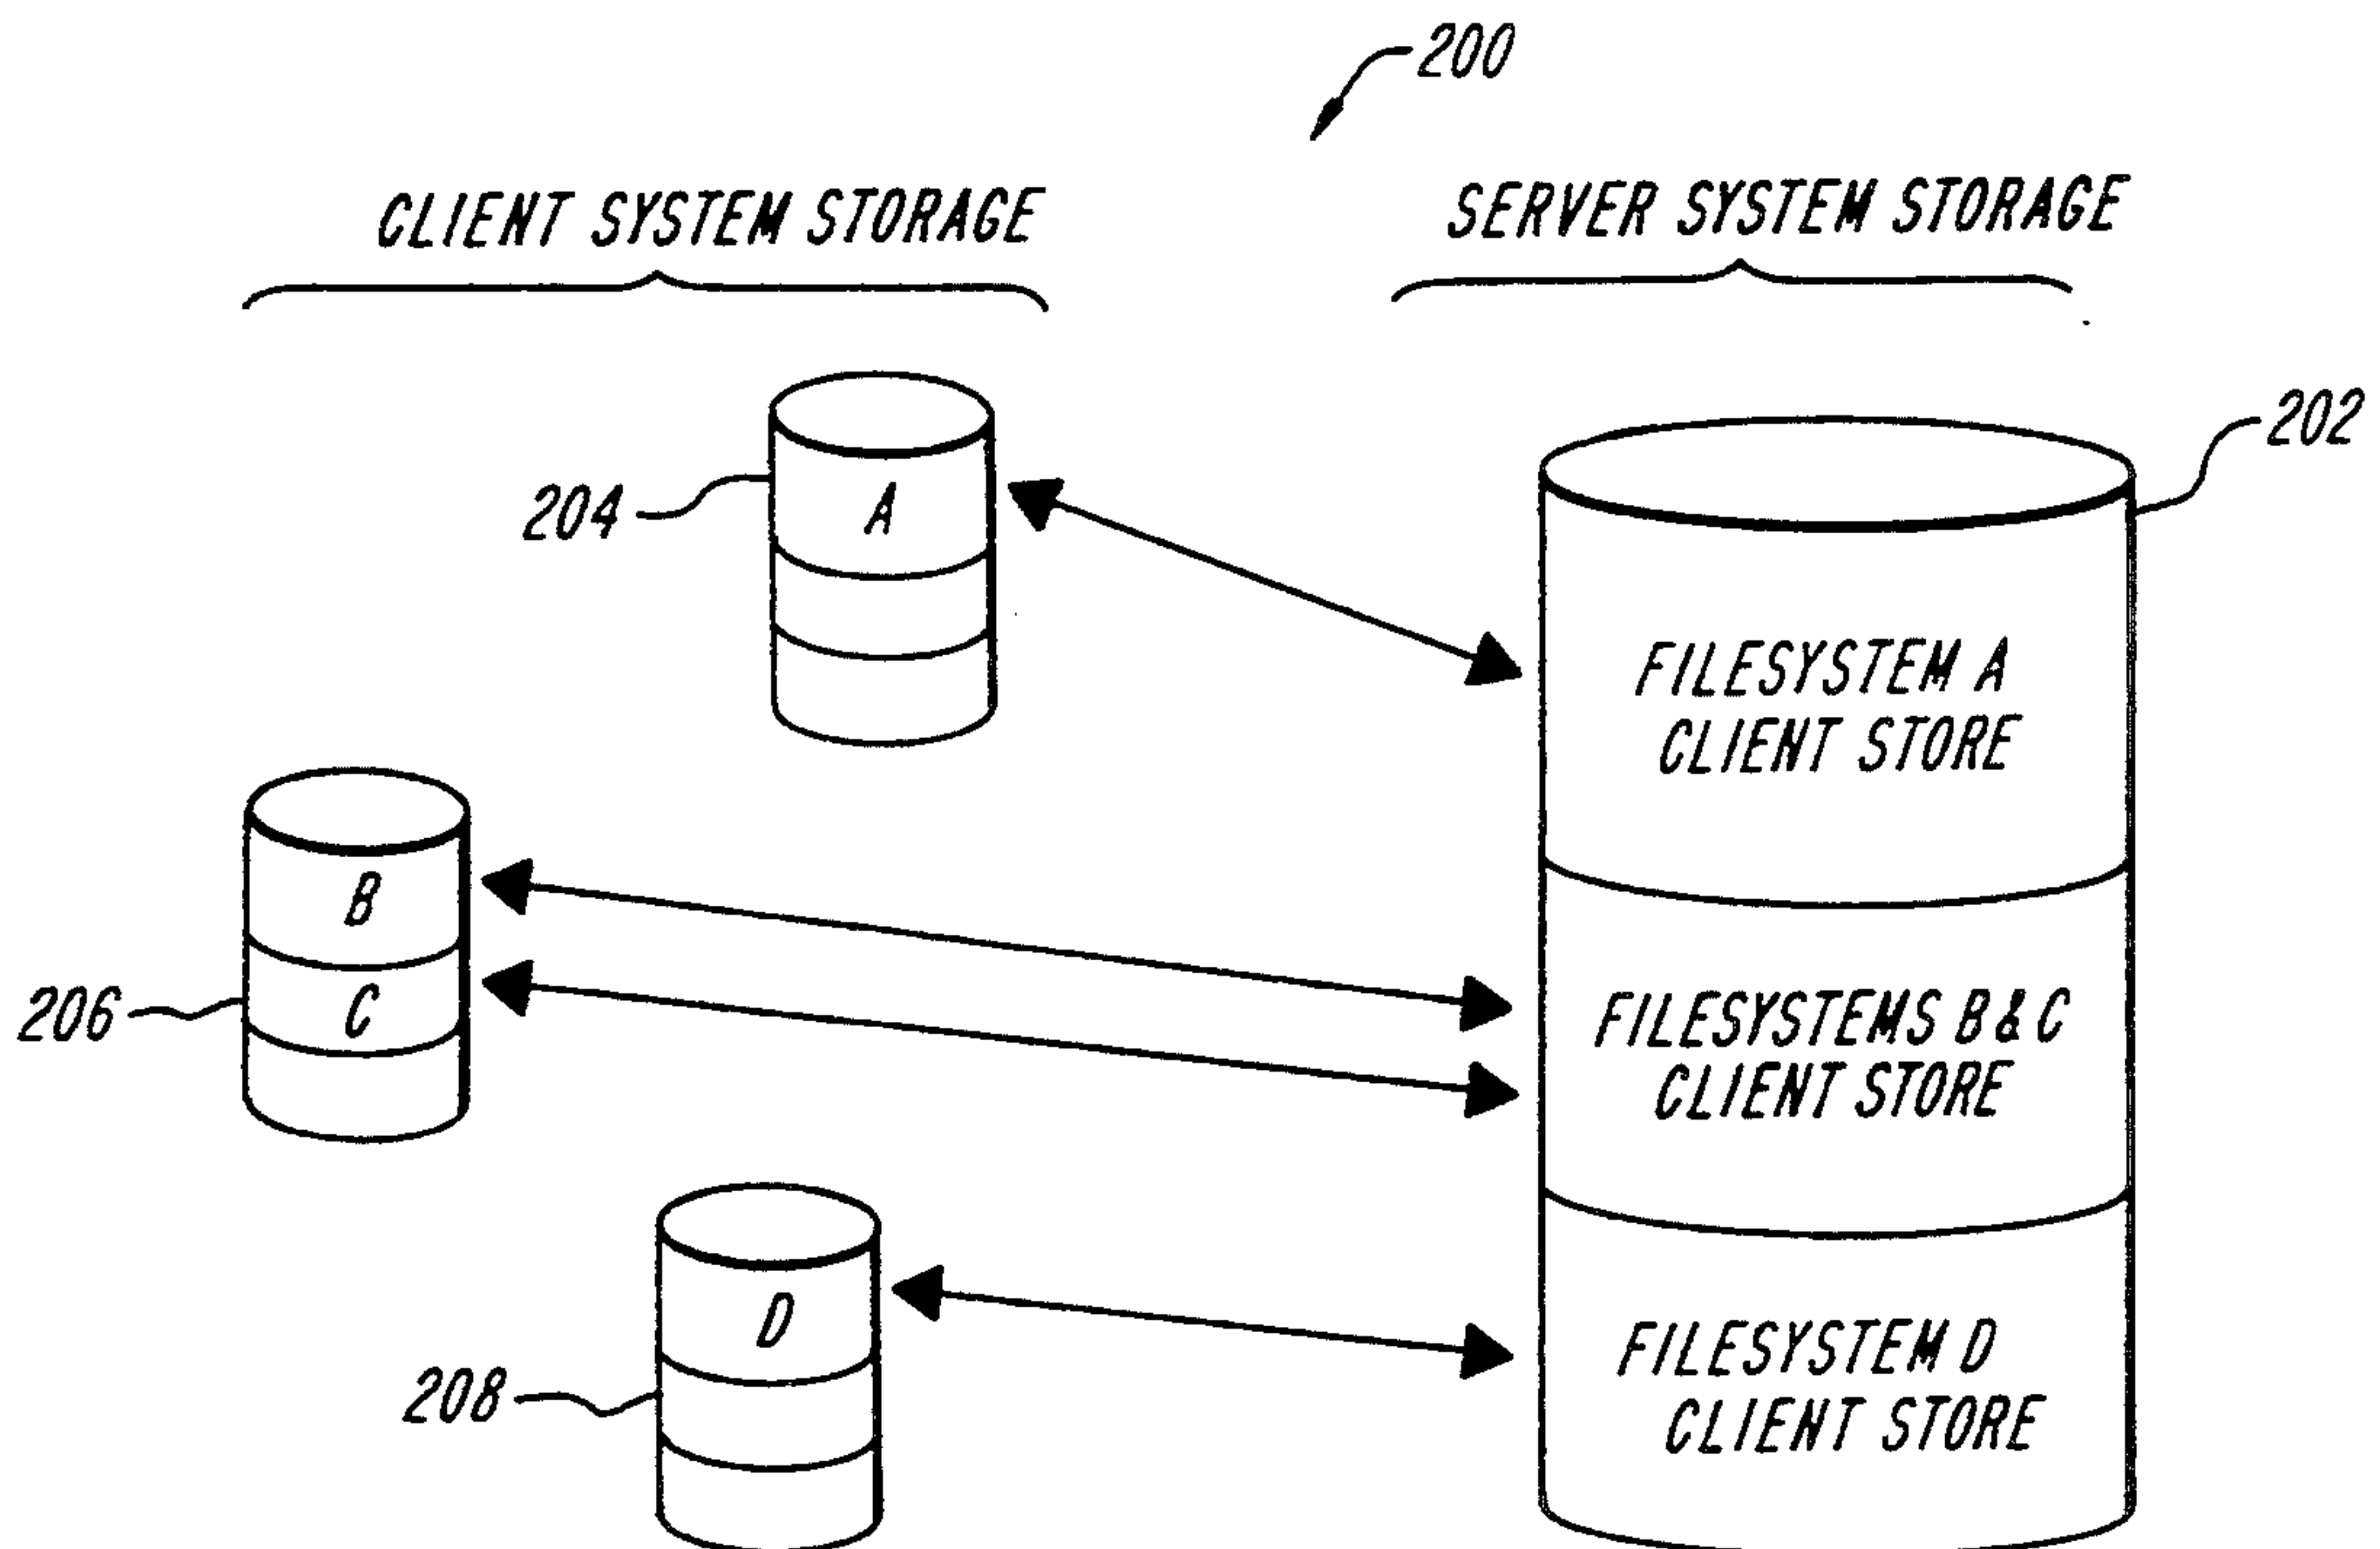 200
CLIENT SYSTEM STORAGE
SERVER SYSTEM STORAGE
202
204
A
FILESYSTEM A
CLIENT STORE
B
206
C
FILESYSTEMS B & C
CLIENT STORE
D
208
FILESYSTEM D
CLIENT STORE